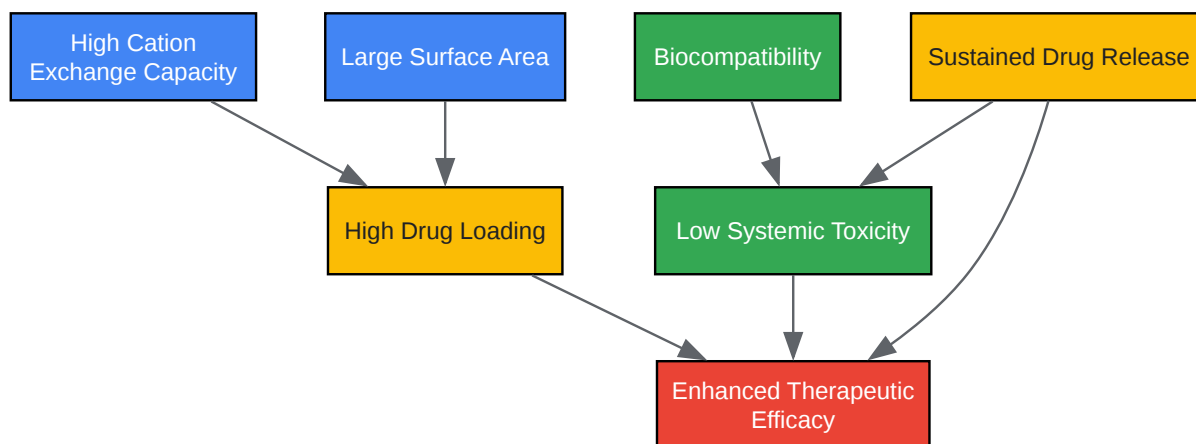 High Cation
Exchange Capacity
Large Surface Area
Biocompatibility
Sustained Drug Release
High Drug Loading
Low Systemic Toxicity
Enhanced Therapeutic
Efficacy